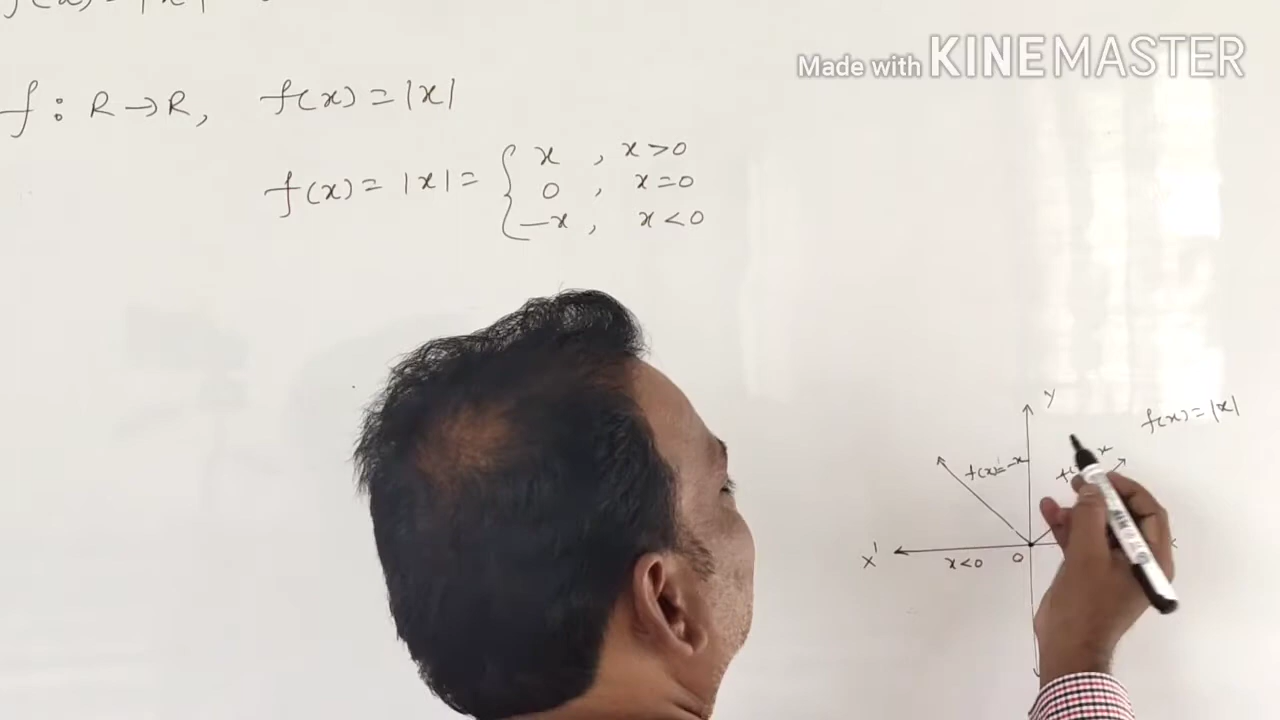 f(x) = |x|
Made with KINEMASTER
f : R → R, f(x) = |x|
f(x) = |x| = { x , x > 0
0 , x = 0
-x , x < 0
y
f(x) = |x|
f(x) = -x
x' x < 0 0